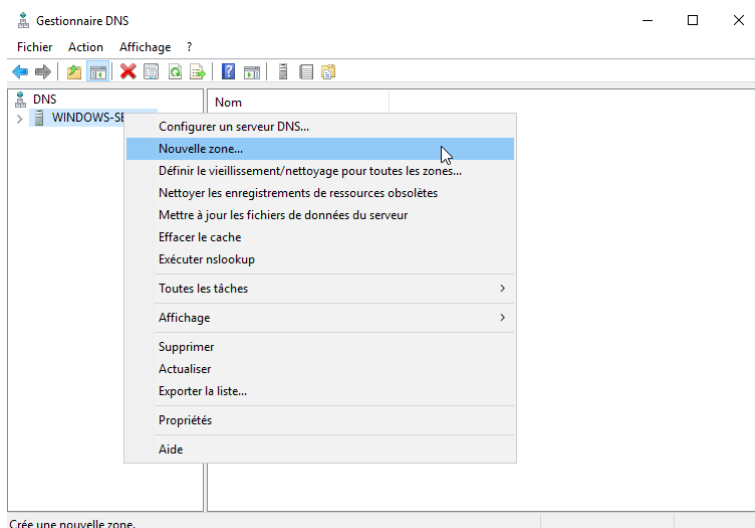 Gestionnaire DNS
Fichier Action Affichage ?
DNS
Nom
WINDOWS-SE
Configurer un serveur DNS...
Nouvelle zone...
Définir le vieillissement/nettoyage pour toutes les zones...
Nettoyer les enregistrements de ressources obsolètes
Mettre à jour les fichiers de données du serveur
Effacer le cache
Exécuter nslookup
Toutes les tâches
Affichage
Supprimer
Actualiser
Exporter la liste...
Propriétés
Aide
Crée une nouvelle zone.